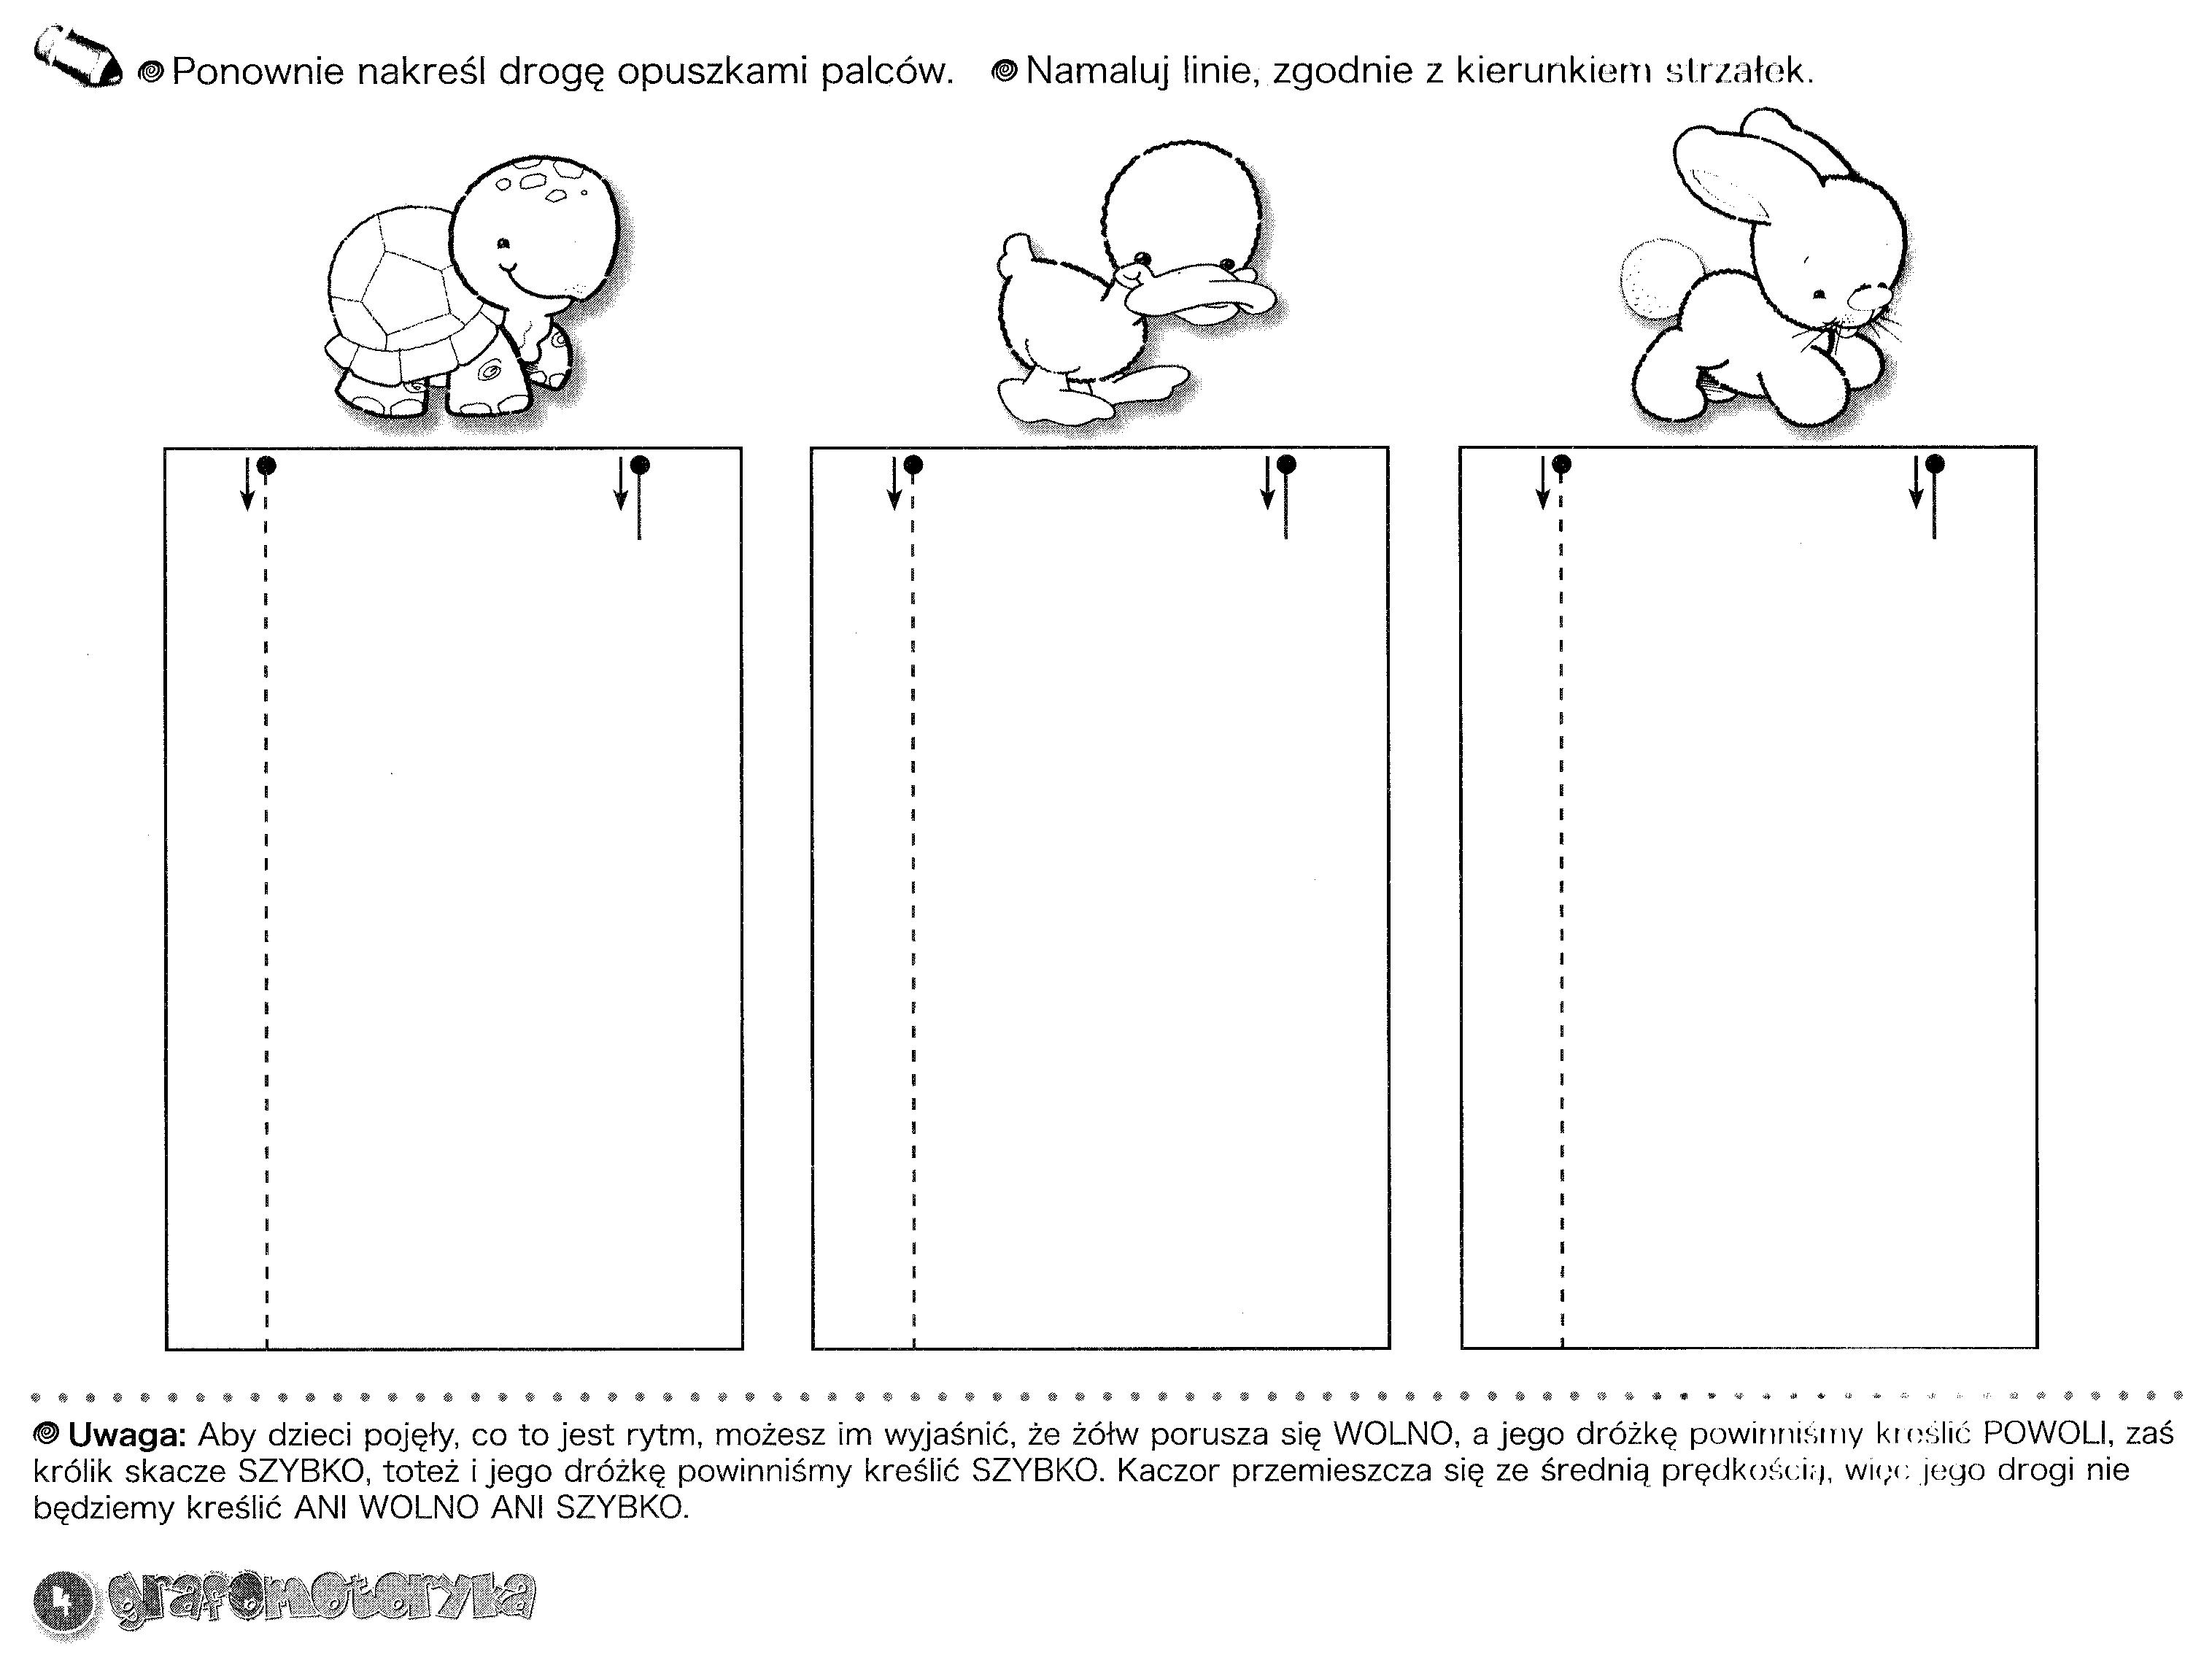 Ponownie nakreśl drogę opuszkami palców. Namaluj linie, zgodnie z kierunkiem strzałek.
Uwaga: Aby dzieci pojęły, co to jest rytm, możesz im wyjaśnić, że żółw porusza się WOLNO, a jego dróżkę powinniśmy kreślić POWOLI, zaś
królik skacze SZYBKO, toteż i jego dróżkę powinniśmy kreślić SZYBKO. Kaczor przemieszcza się ze średnią prędkością, więc jego drogi nie
będziemy kreślić ANI WOLNO ANI SZYBKO.
4 grafomotoryka